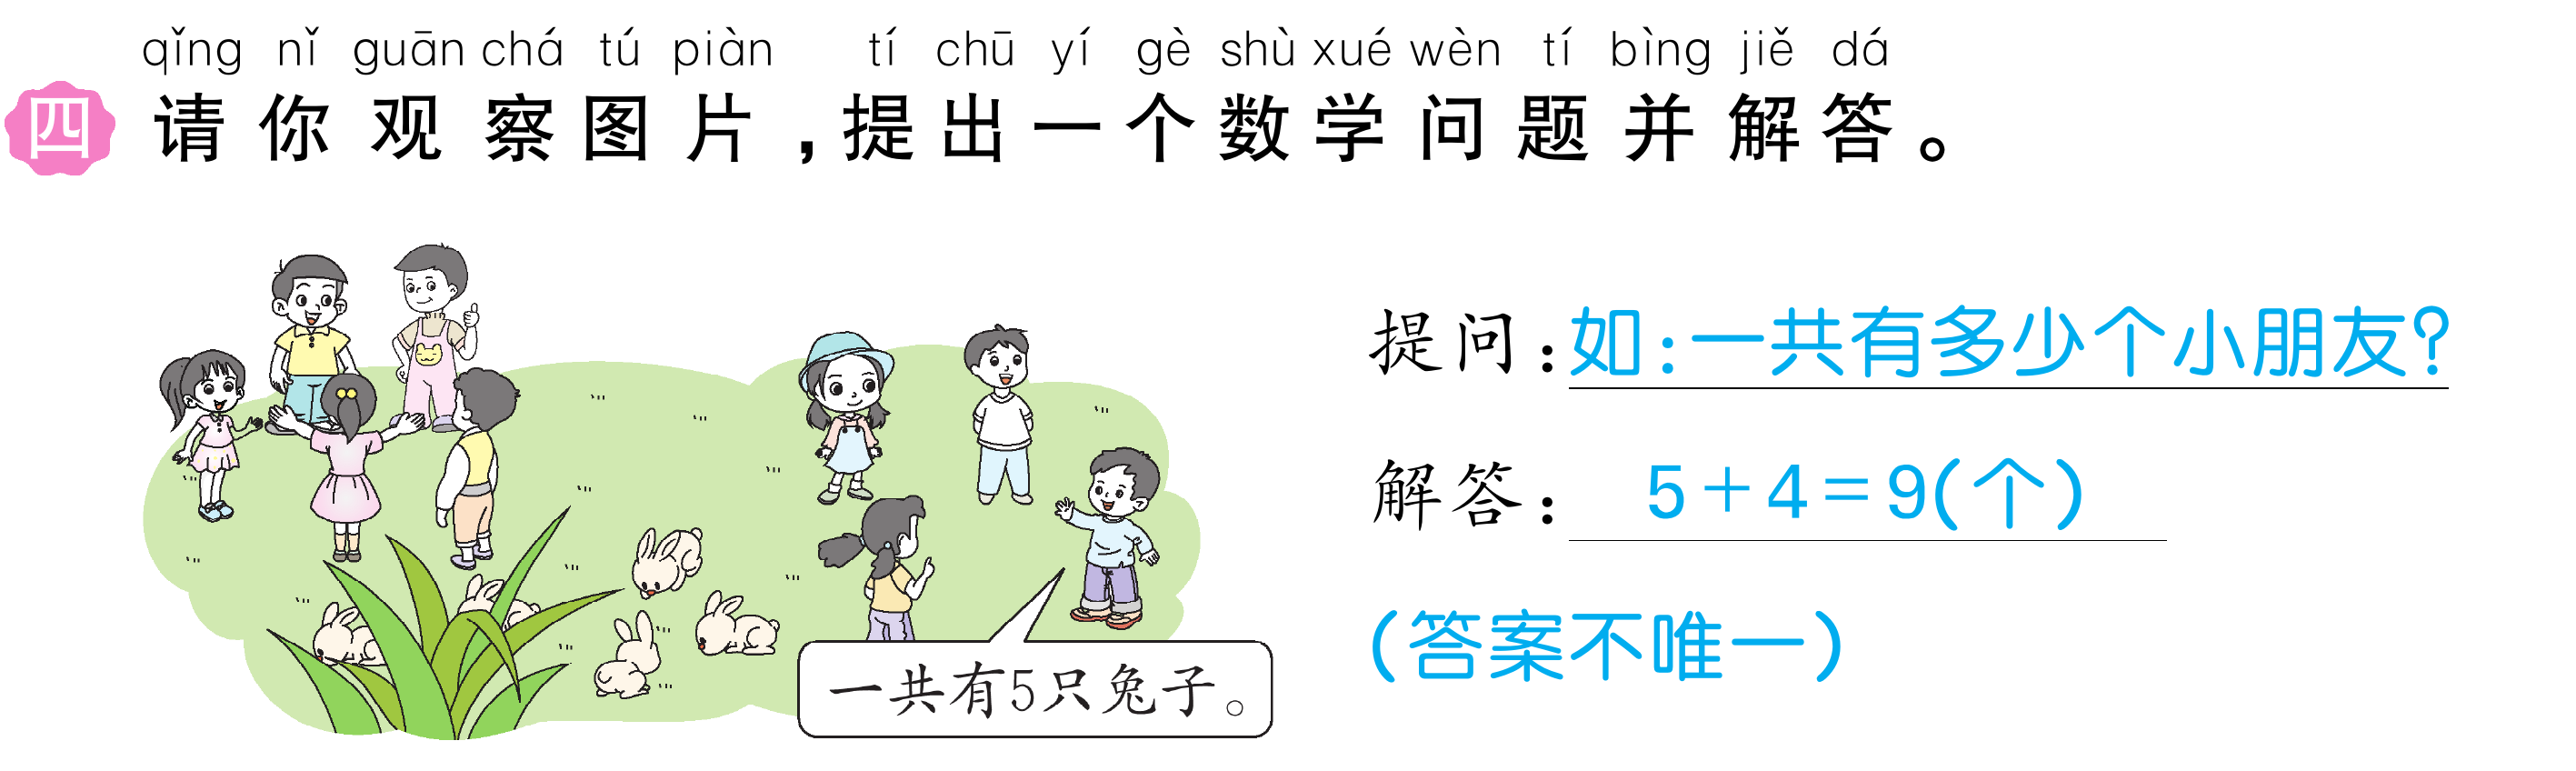 qǐng nǐ guān chá tú piàn tí chū yí gè shù xué wèn tí bìng jiě dá
四 请你观察图片，提出一个数学问题并解答。
提问：如：一共有多少个小朋友？
解答：5＋4＝9(个)
(答案不唯一)
一共有5只兔子。